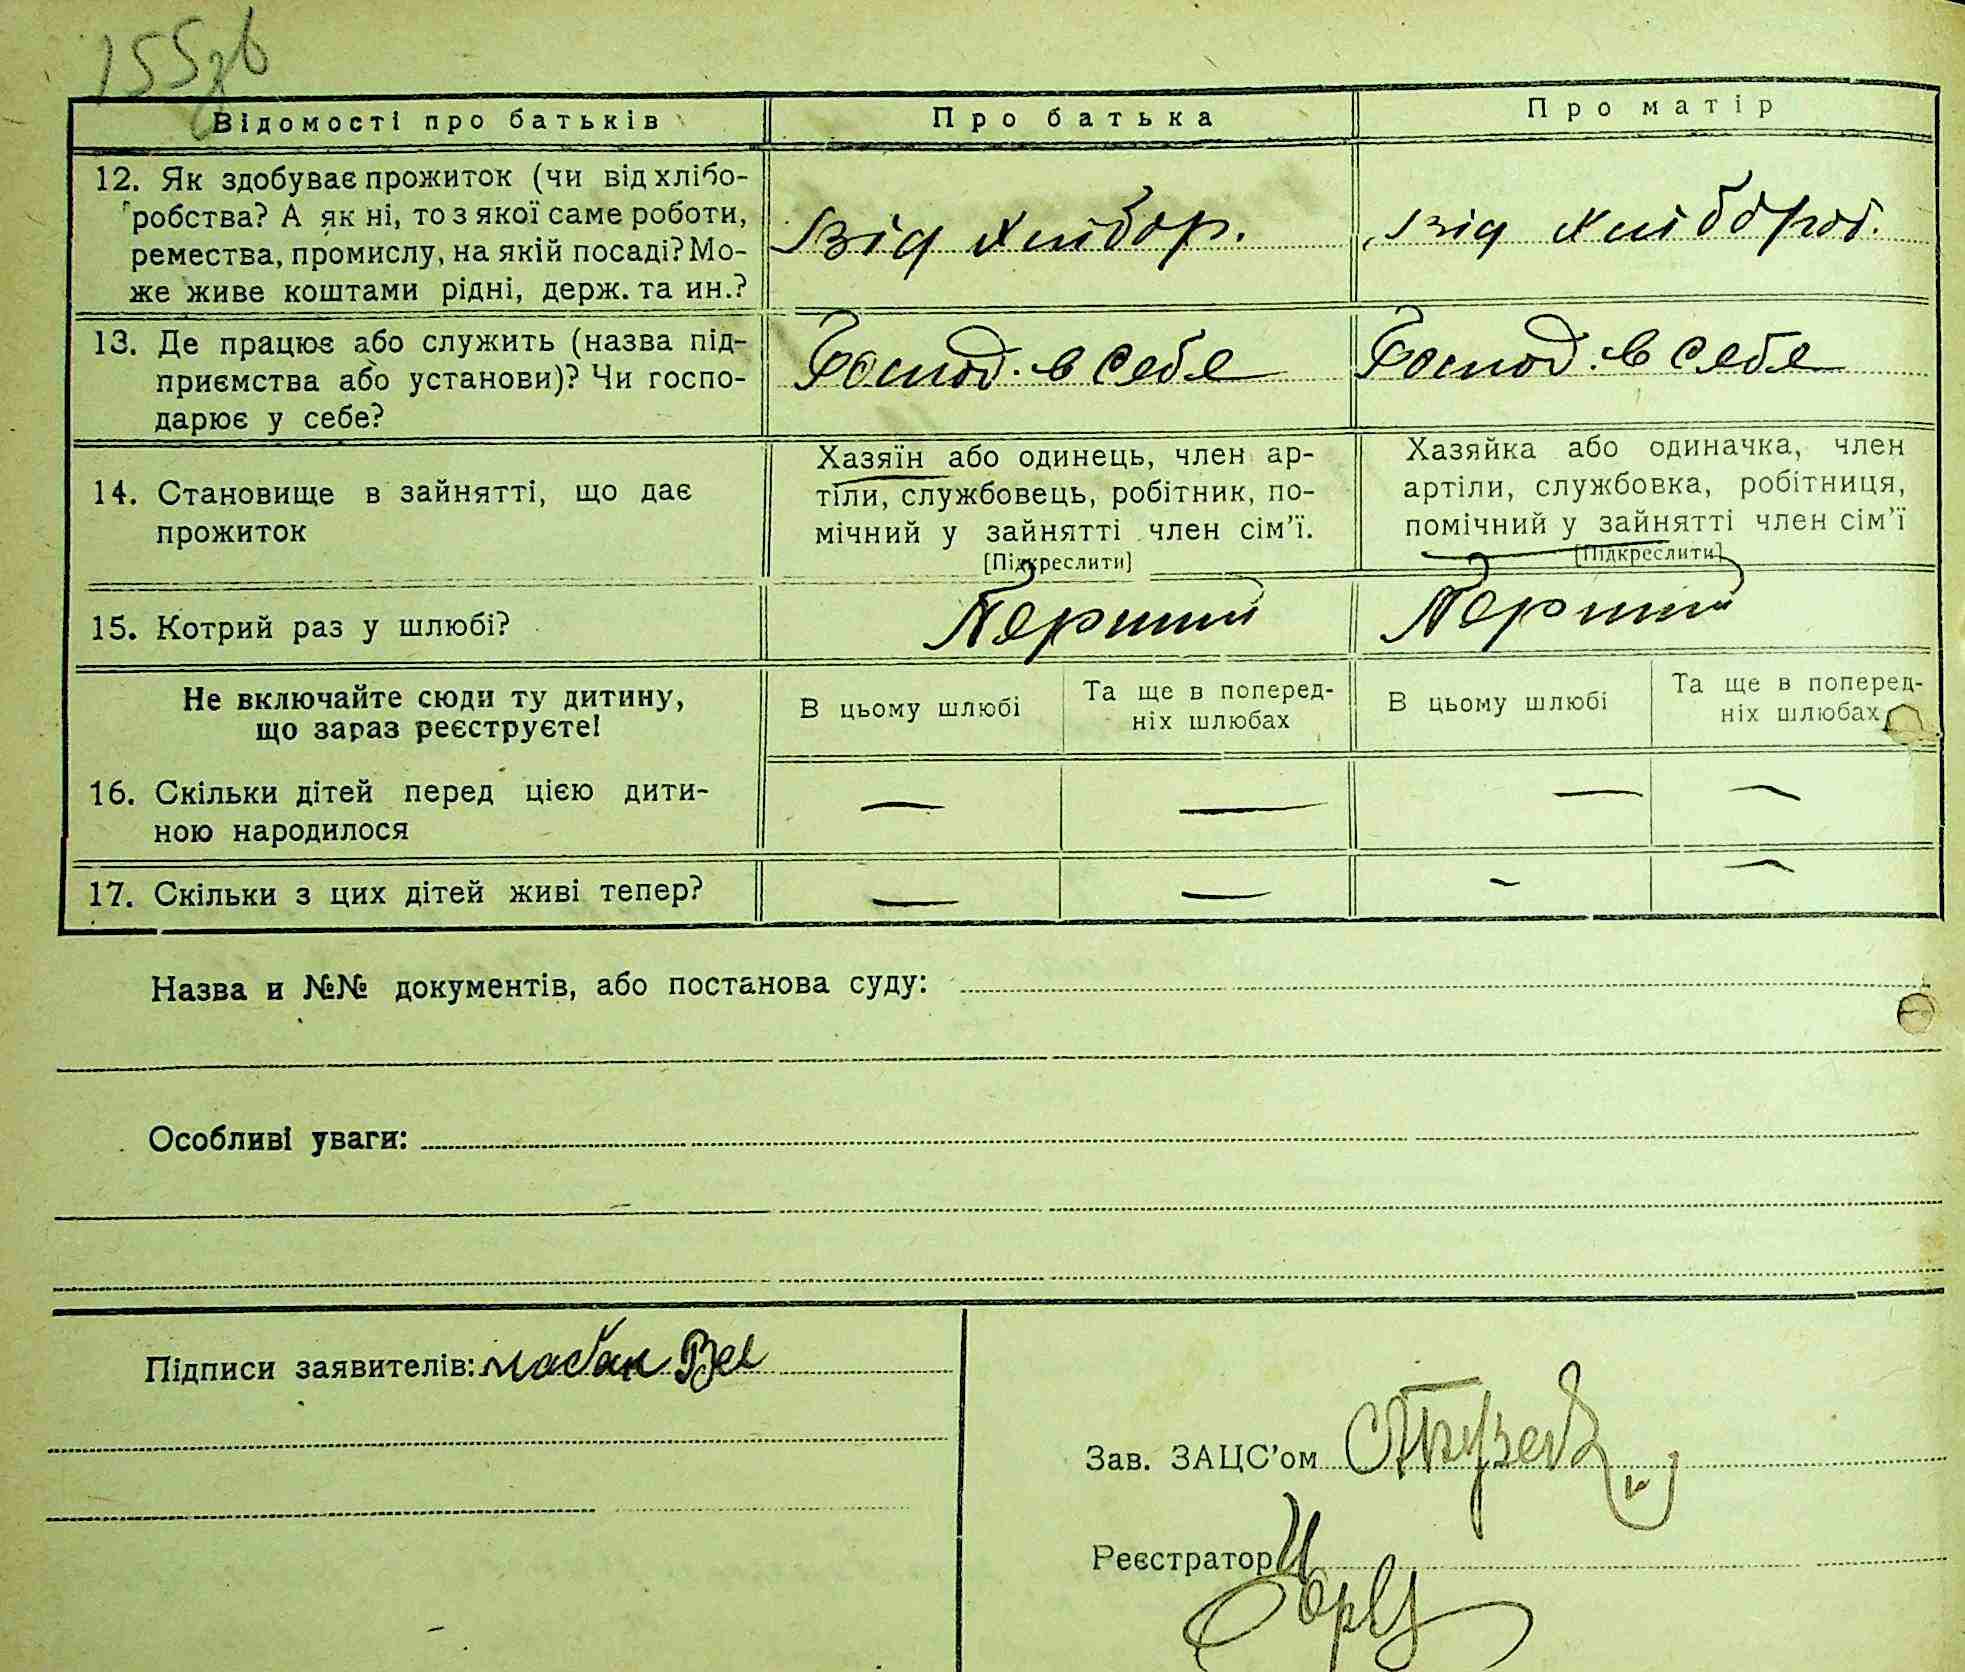 155зв
Відомості про батьків
Про батька
Про матір
12. Як здобуває прожиток (чи від хлібо-
робства? А як ні, то з якої саме роботи,
ремества, промислу, на якій посаді? Мо-
же живе коштами рідні, держ. та ин.?
від хлібор.
від хлібороб.
13. Де працює або служить (назва під-
приємства або установи)? Чи госпо-
дарює у себе?
Господ. в себе
Господ. в себе
14. Становище в зайнятті, що дає
прожиток
Хазяїн або одинець, член ар-
тіли, службовець, робітник, по-
мічний у зайнятті член сім'ї.
[Підкреслити]
Хазяйка або одиначка, член
артіли, службовка, робітниця,
помічний у зайнятті член сім'ї
[Підкреслити]
15. Котрий раз у шлюбі?
Перший
Перший
Не включайте сюди ту дитину,
що зараз реєструєте!
В цьому шлюбі
Та ще в поперед-
ніх шлюбах
В цьому шлюбі
Та ще в поперед-
ніх шлюбах
16. Скільки дітей перед цією дити-
ною народилося
— — — —
17. Скільки з цих дітей живі тепер?
— — - —
Назва и №№ документів, або постанова суду:
Особливі уваги:
Підписи заявителів:
Зав. ЗАЦС'ом
Реєстратор